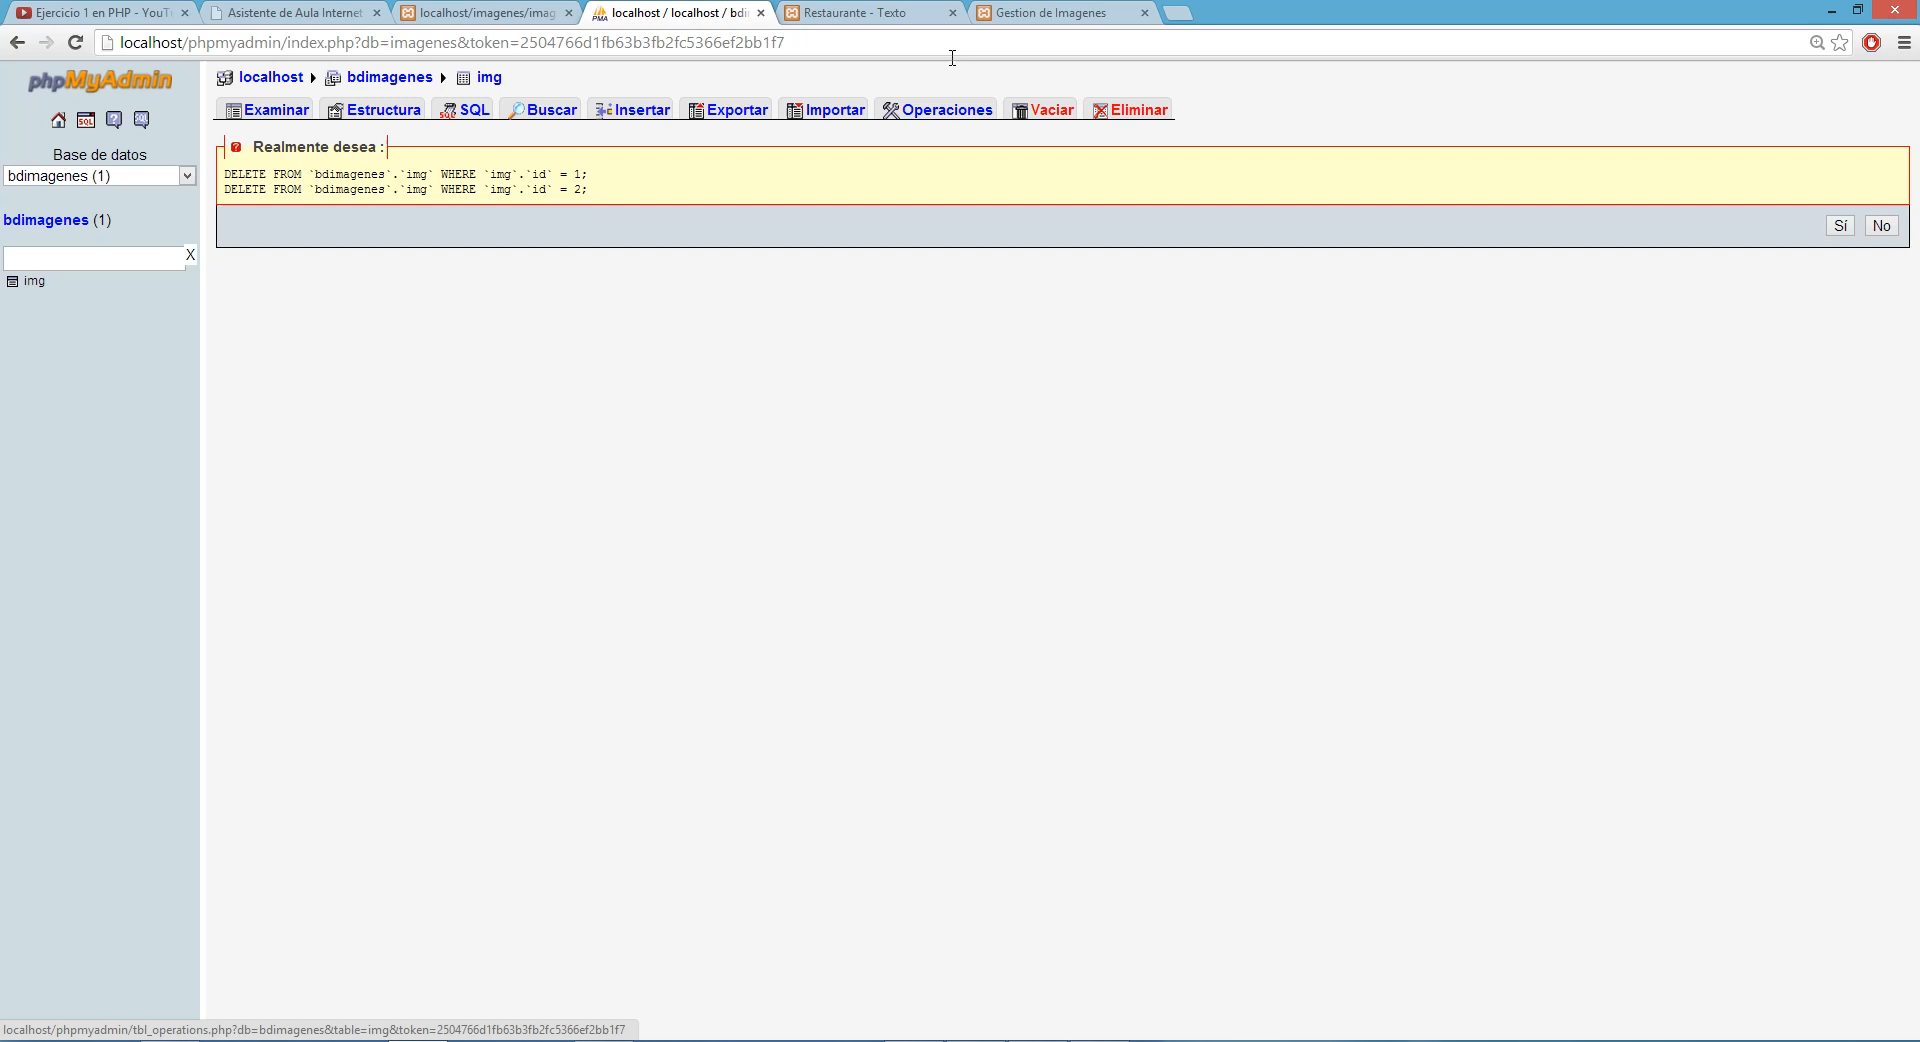 Ejercicio 1 en PHP - YouT
Asistente de Aula Internet
localhost/imagenes/imag
localhost / localhost / bdi
Restaurante - Texto
Gestion de Imagenes
localhost/phpmyadmin/index.php?db=imagenes&token=2504766d1fb63b3fb2fc5366ef2bb1f7
phpMyAdmin
localhost
bdimagenes
img
Examinar
Estructura
SQL
Buscar
Insertar
Exportar
Importar
Operaciones
Vaciar
Eliminar
Base de datos
bdimagenes (1)
bdimagenes (1)
X
img
Realmente desea :
DELETE FROM `bdimagenes`.`img` WHERE `img`.`id` = 1;
DELETE FROM `bdimagenes`.`img` WHERE `img`.`id` = 2;
Sí
No
localhost/phpmyadmin/tbl_operations.php?db=bdimagenes&table=img&token=2504766d1fb63b3fb2fc5366ef2bb1f7